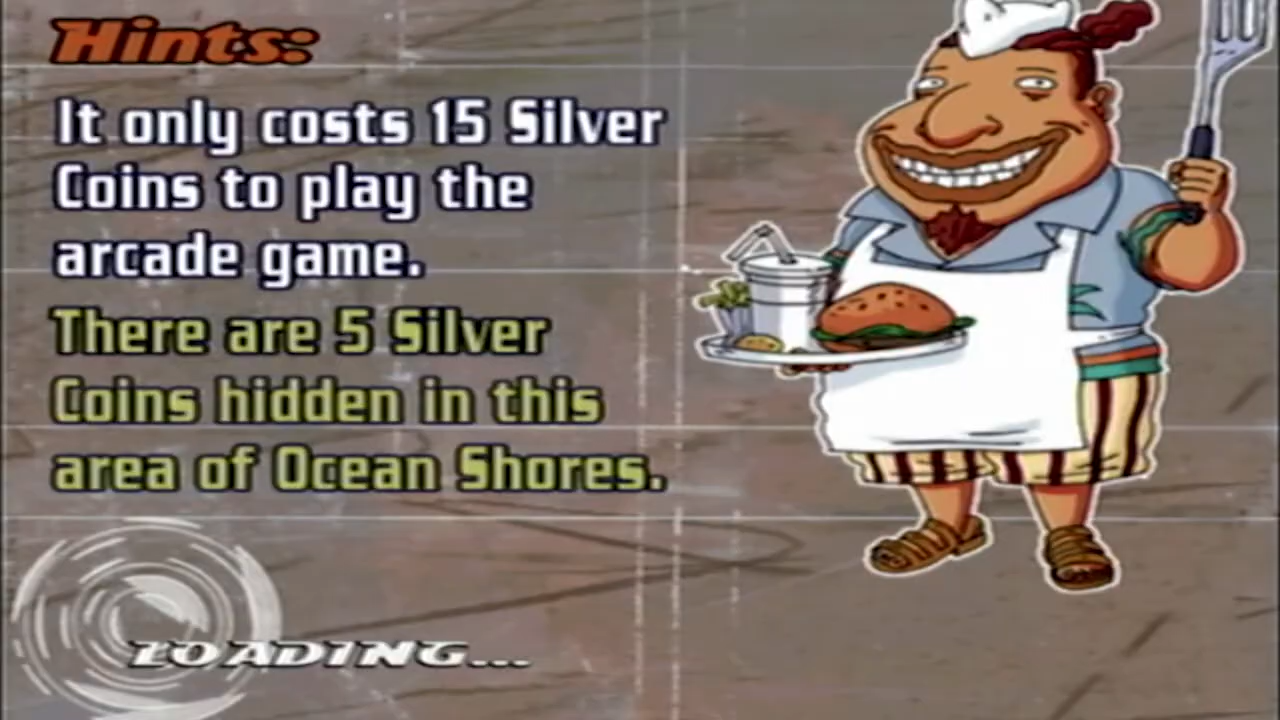 Hints:
It only costs 15 Silver
Coins to play the
arcade game.
There are 5 Silver
Coins hidden in this
area of Ocean Shores.
LOADING...